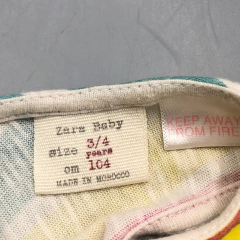 Zara Baby
size 3/4
years
cm 104
MADE IN MOROCCO
KEEP AWAY
FROM FIRE